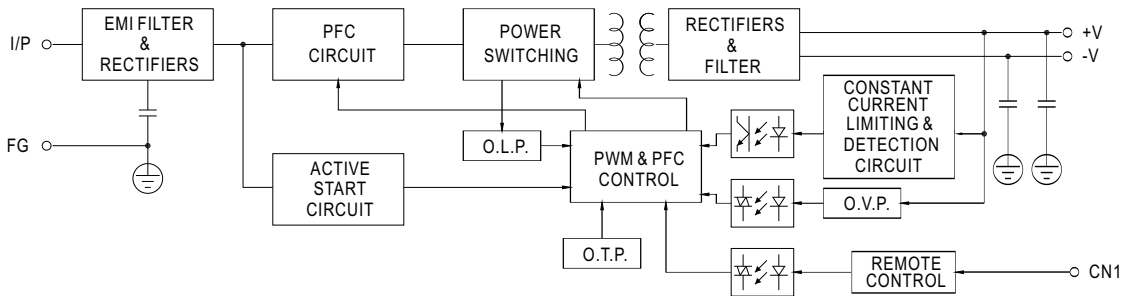 I/P
EMI FILTER
&
RECTIFIERS
PFC
CIRCUIT
POWER
SWITCHING
RECTIFIERS
&
FILTER
+V
-V
FG
O.L.P.
PWM & PFC
CONTROL
CONSTANT
CURRENT
LIMITING &
DETECTION
CIRCUIT
ACTIVE
START
CIRCUIT
O.V.P.
O.T.P.
REMOTE
CONTROL
CN1